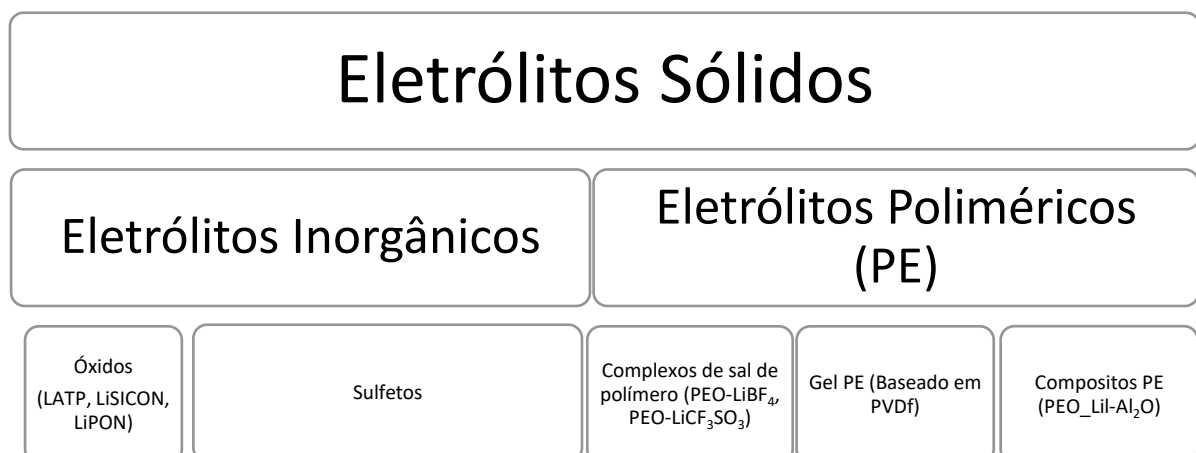 Eletrólitos Sólidos
Eletrólitos Inorgânicos
Eletrólitos Poliméricos
(PE)
Óxidos
(LATP, LiSICON,
LiPON)
Sulfetos
Complexos de sal de
polímero (PEO-LiBF₄,
PEO-LiCF₃SO₃)
Gel PE (Baseado em
PVDf)
Compositos PE
(PEO_LiI-Al₂O)